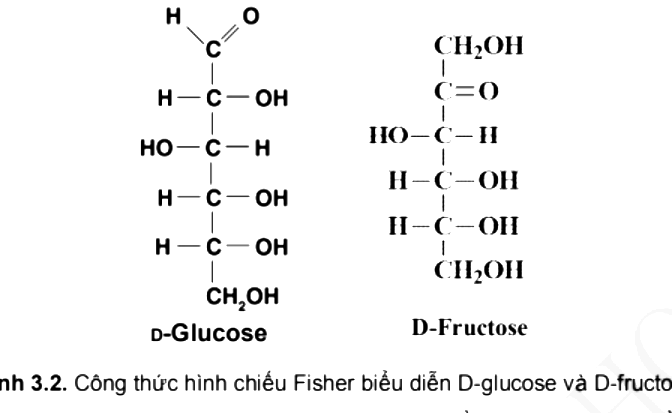 H O
C
H — C — OH
HO — C — H
H — C — OH
H — C — OH
CH₂OH
D-Glucose
CH₂OH
C=O
HO—C—H
H—C—OH
H—C—OH
CH₂OH
D-Fructose
nh 3.2. Công thức hình chiếu Fisher biểu diễn D-glucose và D-fructo